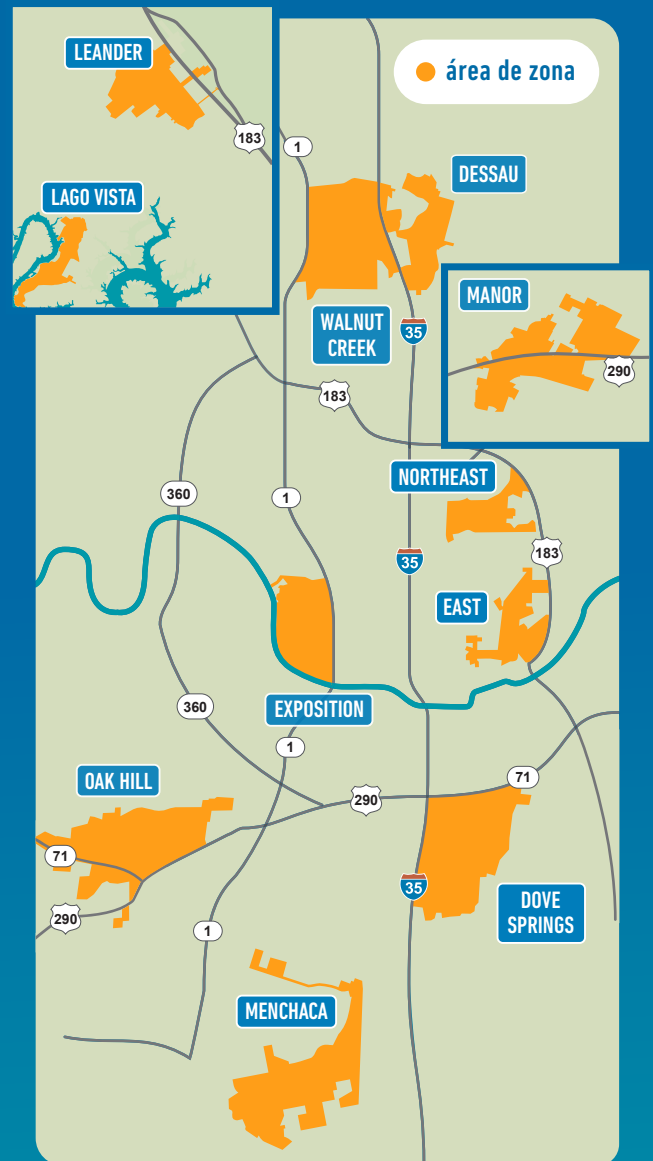 LEANDER
183
LAGO VISTA
área de zona
1
DESSAU
WALNUT
CREEK
35
MANOR
290
183
NORTHEAST
360
1
35
183
EAST
EXPOSITION
360
1
OAK HILL
71
290
71
290
35
DOVE
SPRINGS
1
MENCHACA